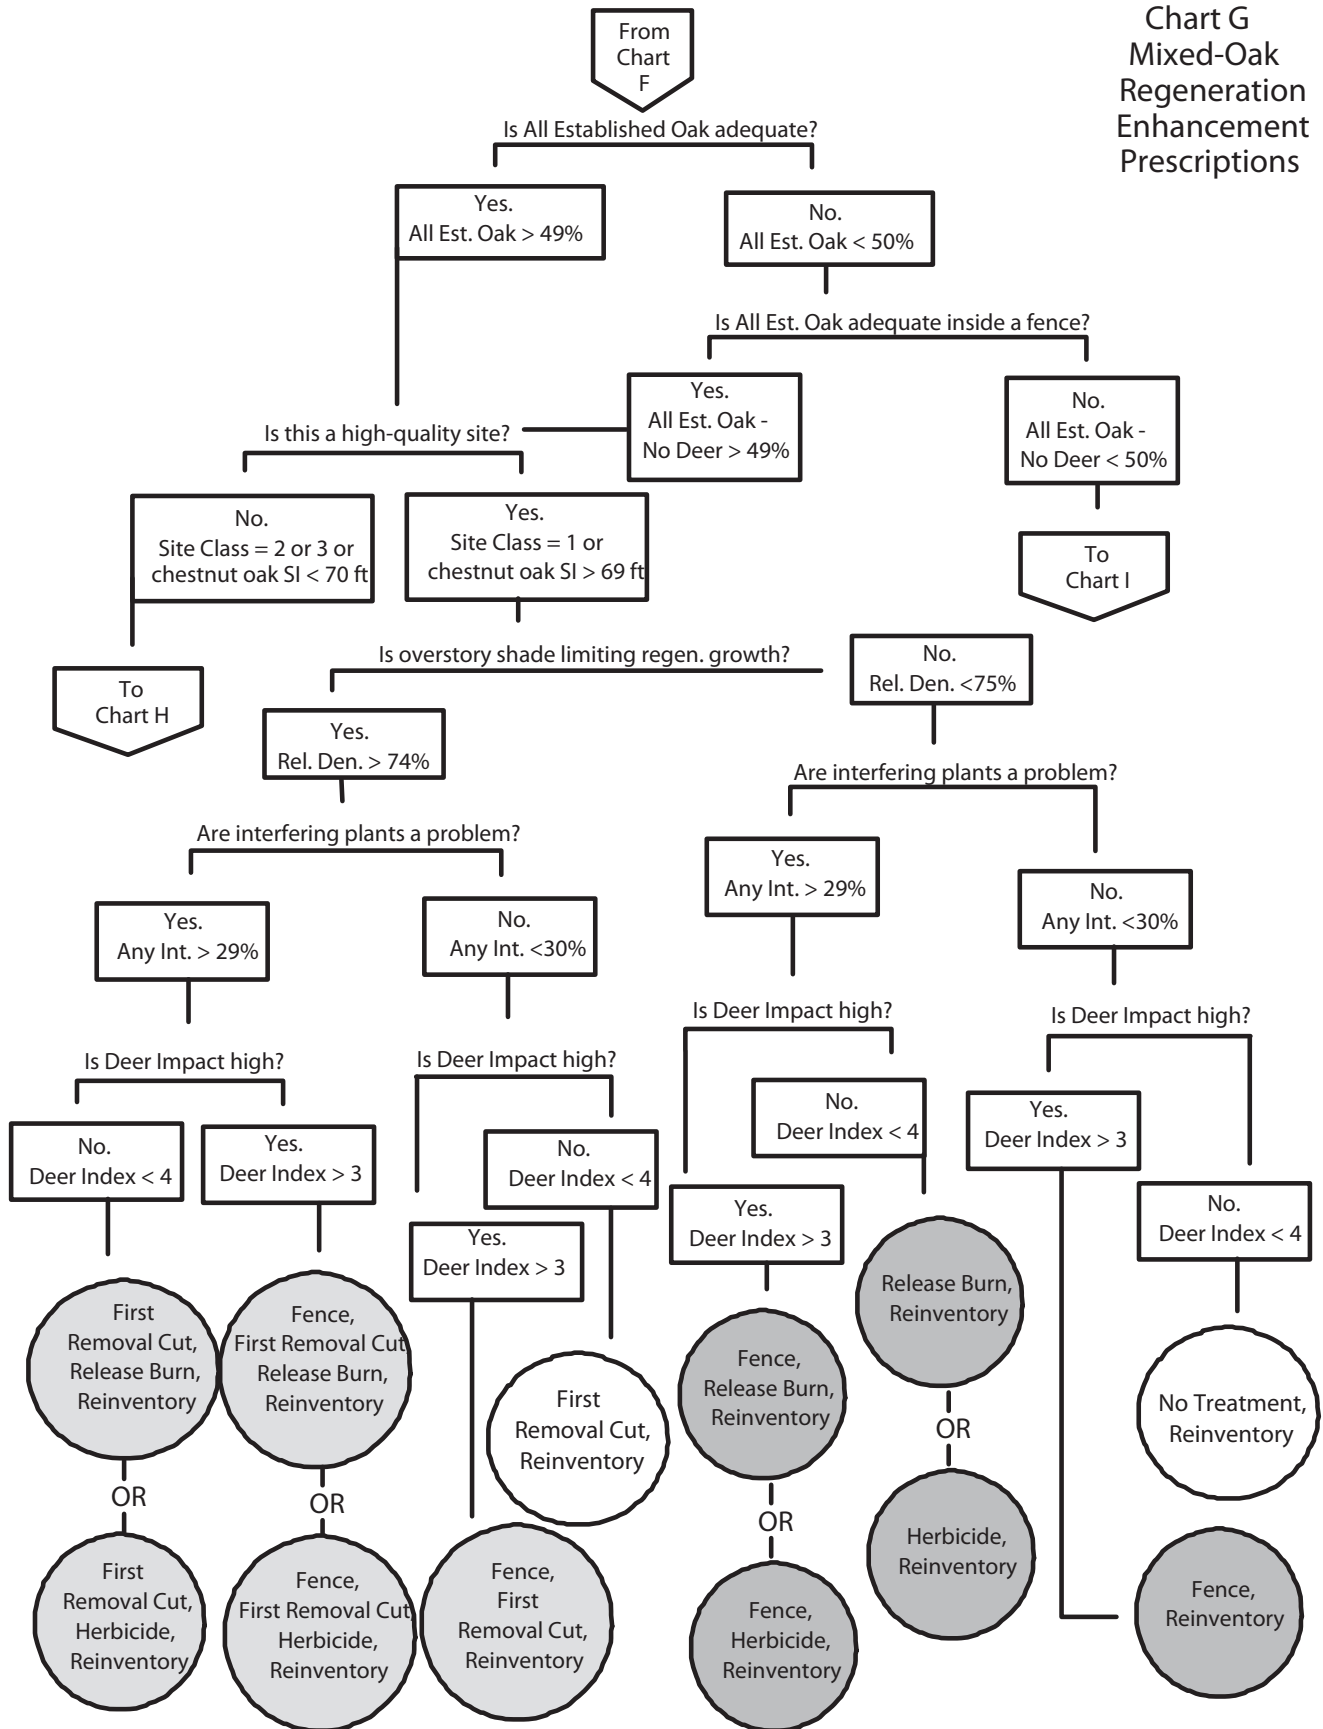 Chart G
Mixed-Oak
Regeneration
Enhancement
Prescriptions
From
Chart
F
Is All Established Oak adequate?
Yes.
All Est. Oak > 49%
No.
All Est. Oak < 50%
Is All Est. Oak adequate inside a fence?
Yes.
All Est. Oak -
No Deer > 49%
No.
All Est. Oak -
No Deer < 50%
Is this a high-quality site?
No.
Site Class = 2 or 3 or
chestnut oak SI < 70 ft
Yes.
Site Class = 1 or
chestnut oak SI > 69 ft
To
Chart I
To
Chart H
Is overstory shade limiting regen. growth?
Yes.
Rel. Den. > 74%
No.
Rel. Den. <75%
Are interfering plants a problem?
Yes.
Any Int. > 29%
No.
Any Int. <30%
Are interfering plants a problem?
Yes.
Any Int. > 29%
No.
Any Int. <30%
Is Deer Impact high?
No.
Deer Index < 4
Yes.
Deer Index > 3
Is Deer Impact high?
Yes.
Deer Index > 3
No.
Deer Index < 4
Is Deer Impact high?
Yes.
Deer Index > 3
No.
Deer Index < 4
Is Deer Impact high?
Yes.
Deer Index > 3
No.
Deer Index < 4
First
Removal Cut,
Release Burn,
Reinventory
OR
First
Removal Cut,
Herbicide,
Reinventory
Fence,
First Removal Cut
Release Burn,
Reinventory
OR
Fence,
First Removal Cut,
Herbicide,
Reinventory
Fence,
First
Removal Cut,
Reinventory
First
Removal Cut,
Reinventory
Fence,
Release Burn,
Reinventory
OR
Fence,
Herbicide,
Reinventory
Release Burn,
Reinventory
OR
Herbicide,
Reinventory
Fence,
Reinventory
No Treatment,
Reinventory